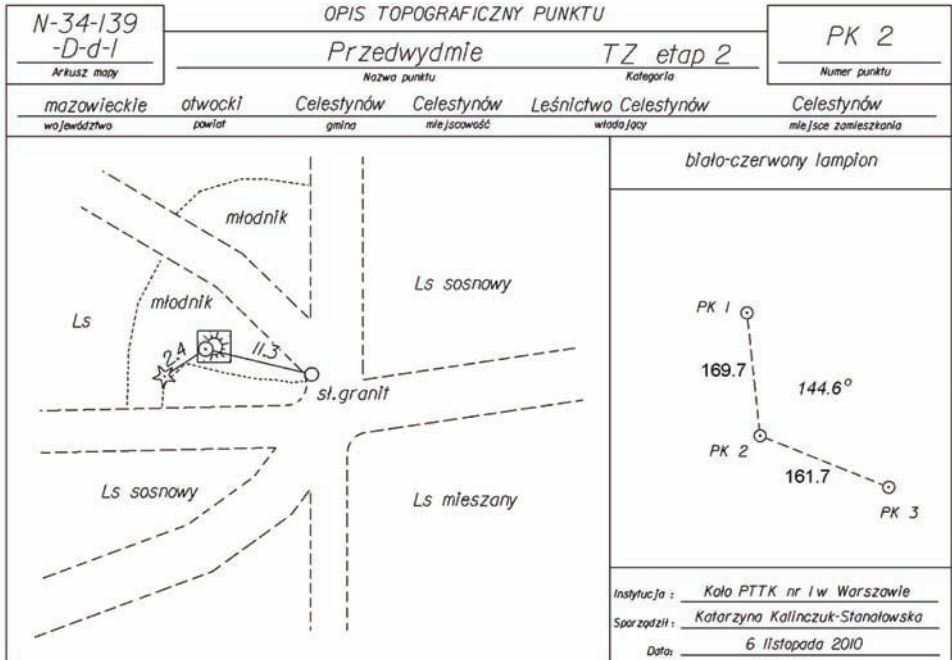 OPIS TOPOGRAFICZNY PUNKTU
N-34-139
-D-d-1
Arkusz mapy
Przedwydmie
Nazwa punktu
TZ etap 2
Kategoria
PK 2
Numer punktu
mazowieckie otwocki Celestynów Celestynów Leśnictwo Celestynów Celestynów
województwo powiat gmina miejscowość władający miejsce zamieszkania
biało-czerwony lampion
młodnik
Ls sosnowy
młodnik
Ls
2.4
11.3
sł.granit
Ls sosnowy
Ls mieszany
PK 1
169.7
144.6°
PK 2
161.7
PK 3
Instytucja : Koło PTTK nr 1 w Warszawie
Sporządził : Katarzyna Kalinczuk-Stanałowska
Data: 6 listopada 2010